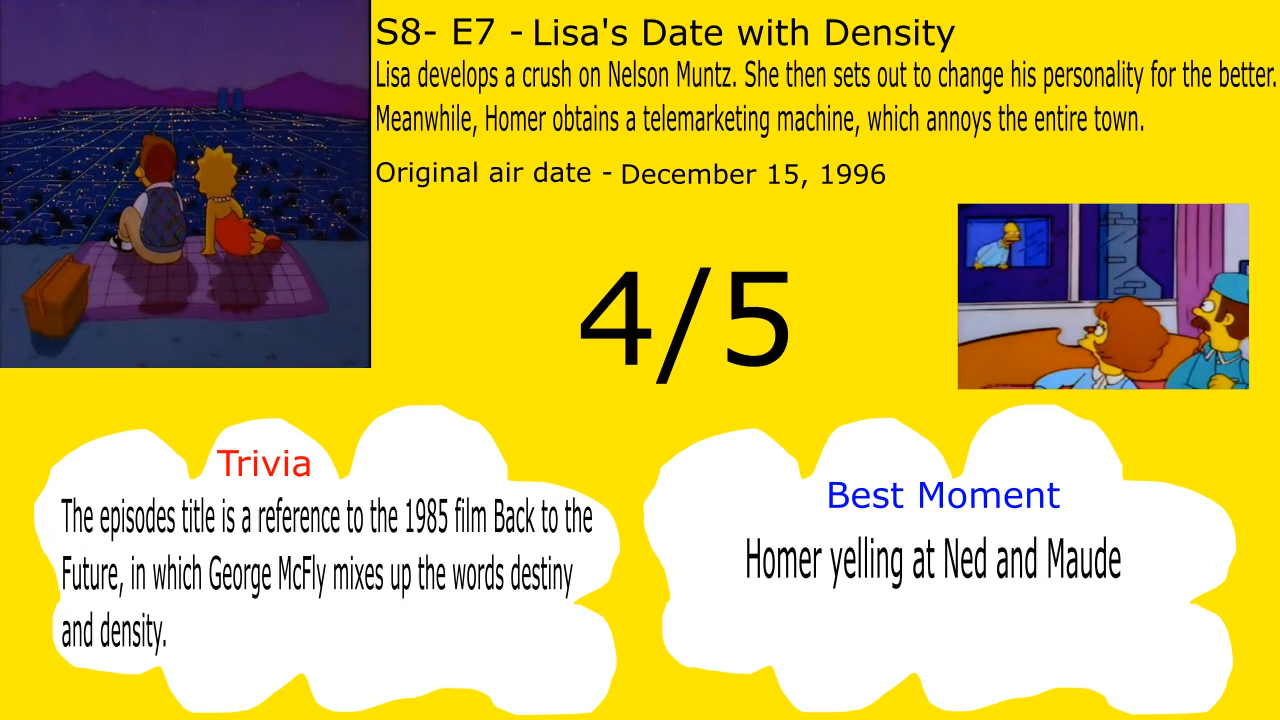 S8- E7 - Lisa's Date with Density
Lisa develops a crush on Nelson Muntz. She then sets out to change his personality for the better.
Meanwhile, Homer obtains a telemarketing machine, which annoys the entire town.
Original air date - December 15, 1996
4/5
Trivia
The episodes title is a reference to the 1985 film Back to the
Future, in which George McFly mixes up the words destiny
and density.
Best Moment
Homer yelling at Ned and Maude